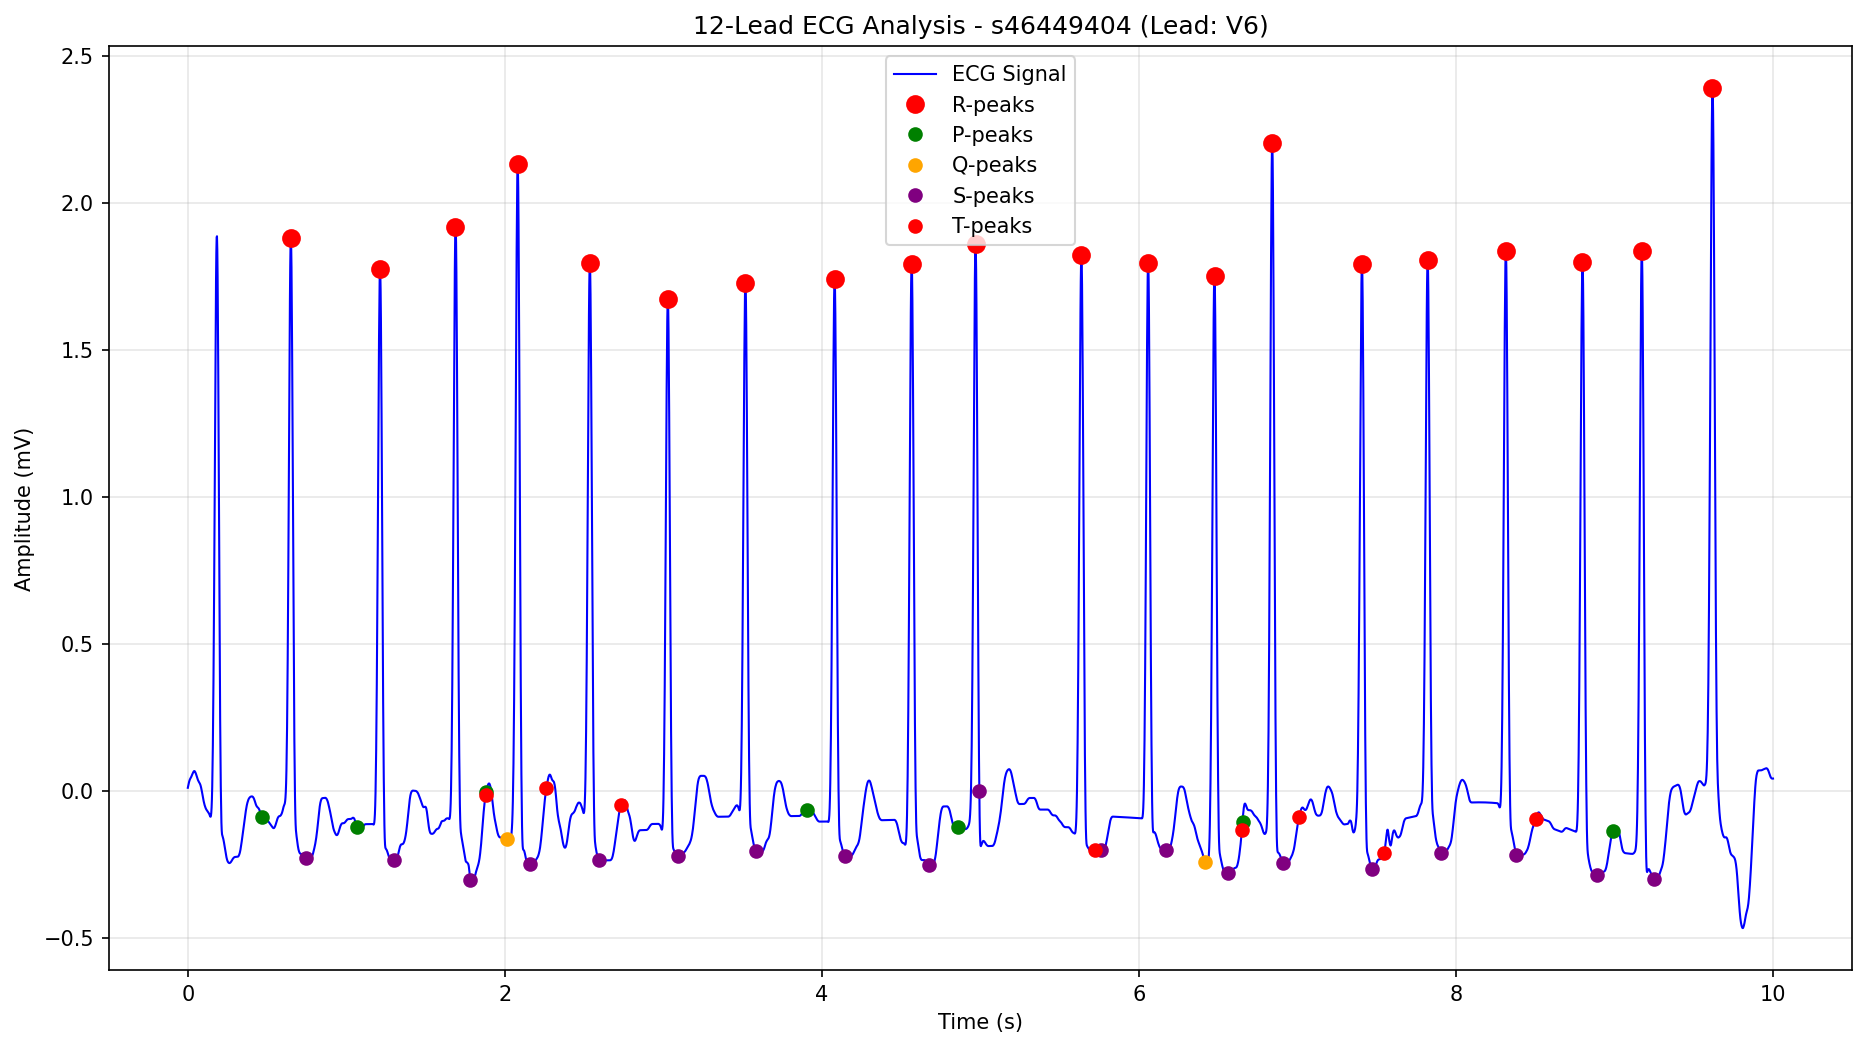 12-Lead ECG Analysis - s46449404 (Lead: V6)
ECG Signal
R-peaks
P-peaks
Q-peaks
S-peaks
T-peaks
Amplitude (mV)
2.5
2.0
1.5
1.0
0.5
0.0
−0.5
0 2 4 6 8 10
Time (s)